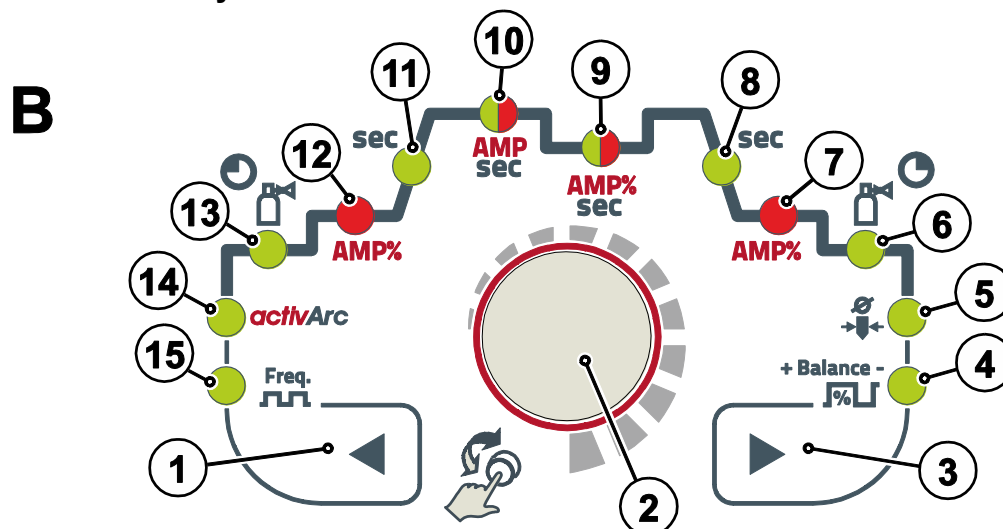 B
10
11
9
8
sec
AMP
sec
sec
12
AMP%
sec
7
13
AMP%
AMP%
6
14
activArc
5
15
Freq.
+ Balance -
%
4
1
3
2